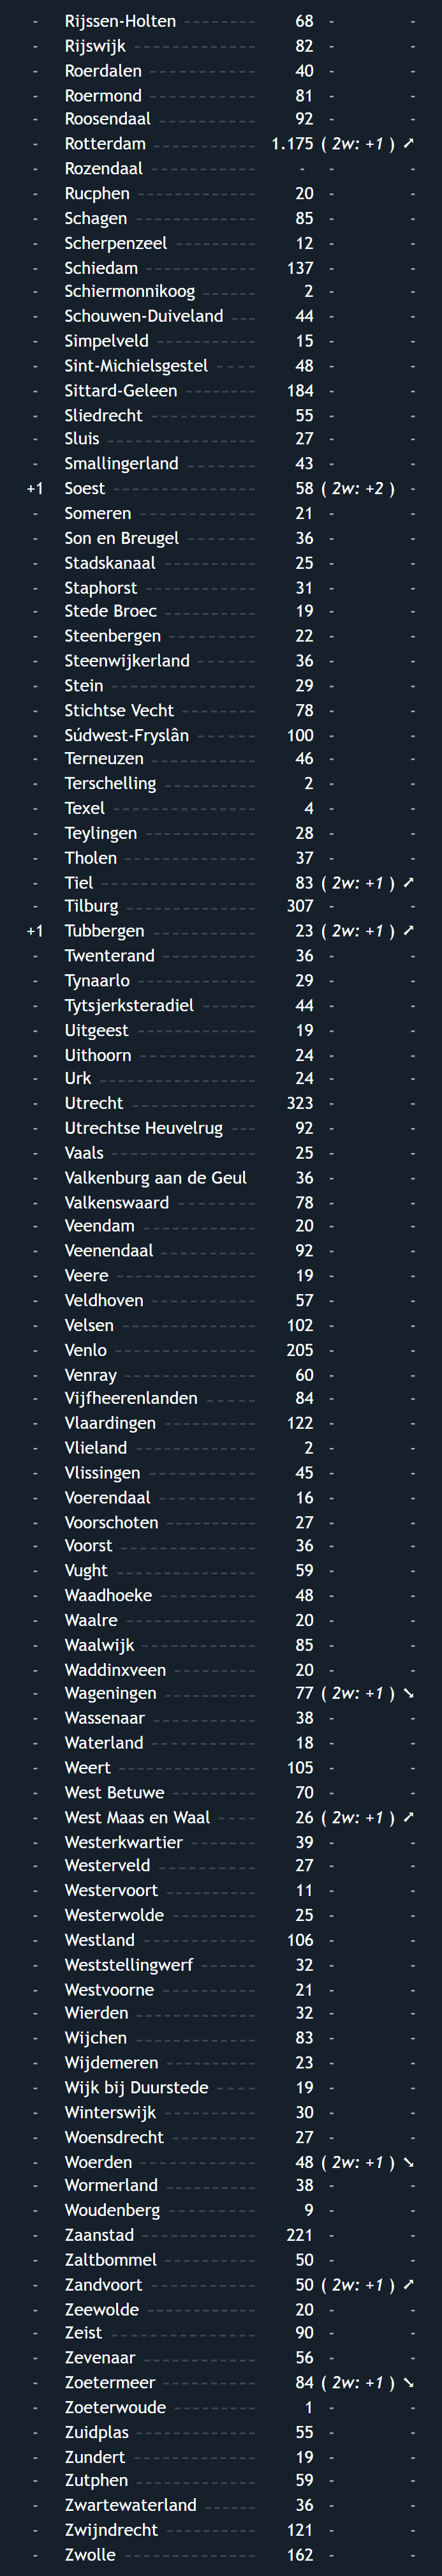 - Rijssen-Holten 68 - -
- Rijswijk 82 - -
- Roerdalen 40 - -
- Roermond 81 - -
- Roosendaal 92 - -
- Rotterdam 1.175 ( 2w: +1 ) ➚
- Rozendaal - - -
- Rucphen 20 - -
- Schagen 85 - -
- Scherpenzeel 12 - -
- Schiedam 137 - -
- Schiermonnikoog 2 - -
- Schouwen-Duiveland 44 - -
- Simpelveld 15 - -
- Sint-Michielsgestel 48 - -
- Sittard-Geleen 184 - -
- Sliedrecht 55 - -
- Sluis 27 - -
- Smallingerland 43 - -
+1 Soest 58 ( 2w: +2 ) -
- Someren 21 - -
- Son en Breugel 36 - -
- Stadskanaal 25 - -
- Staphorst 31 - -
- Stede Broec 19 - -
- Steenbergen 22 - -
- Steenwijkerland 36 - -
- Stein 29 - -
- Stichtse Vecht 78 - -
- Súdwest-Fryslân 100 - -
- Terneuzen 46 - -
- Terschelling 2 - -
- Texel 4 - -
- Teylingen 28 - -
- Tholen 37 - -
- Tiel 83 ( 2w: +1 ) ➚
- Tilburg 307 - -
+1 Tubbergen 23 ( 2w: +1 ) ➚
- Twenterand 36 - -
- Tynaarlo 29 - -
- Tytsjerksteradiel 44 - -
- Uitgeest 19 - -
- Uithoorn 24 - -
- Urk 24 - -
- Utrecht 323 - -
- Utrechtse Heuvelrug 92 - -
- Vaals 25 - -
- Valkenburg aan de Geul 36 - -
- Valkenswaard 78 - -
- Veendam 20 - -
- Veenendaal 92 - -
- Veere 19 - -
- Veldhoven 57 - -
- Velsen 102 - -
- Venlo 205 - -
- Venray 60 - -
- Vijfheerenlanden 84 - -
- Vlaardingen 122 - -
- Vlieland 2 - -
- Vlissingen 45 - -
- Voerendaal 16 - -
- Voorschoten 27 - -
- Voorst 36 - -
- Vught 59 - -
- Waadhoeke 48 - -
- Waalre 20 - -
- Waalwijk 85 - -
- Waddinxveen 20 - -
- Wageningen 77 ( 2w: +1 ) ➘
- Wassenaar 38 - -
- Waterland 18 - -
- Weert 105 - -
- West Betuwe 70 - -
- West Maas en Waal 26 ( 2w: +1 ) ➚
- Westerkwartier 39 - -
- Westerveld 27 - -
- Westervoort 11 - -
- Westerwolde 25 - -
- Westland 106 - -
- Weststellingwerf 32 - -
- Westvoorne 21 - -
- Wierden 32 - -
- Wijchen 83 - -
- Wijdemeren 23 - -
- Wijk bij Duurstede 19 - -
- Winterswijk 30 - -
- Woensdrecht 27 - -
- Woerden 48 ( 2w: +1 ) ➘
- Wormerland 38 - -
- Woudenberg 9 - -
- Zaanstad 221 - -
- Zaltbommel 50 - -
- Zandvoort 50 ( 2w: +1 ) ➚
- Zeewolde 20 - -
- Zeist 90 - -
- Zevenaar 56 - -
- Zoetermeer 84 ( 2w: +1 ) ➘
- Zoeterwoude 1 - -
- Zuidplas 55 - -
- Zundert 19 - -
- Zutphen 59 - -
- Zwartewaterland 36 - -
- Zwijndrecht 121 - -
- Zwolle 162 - -